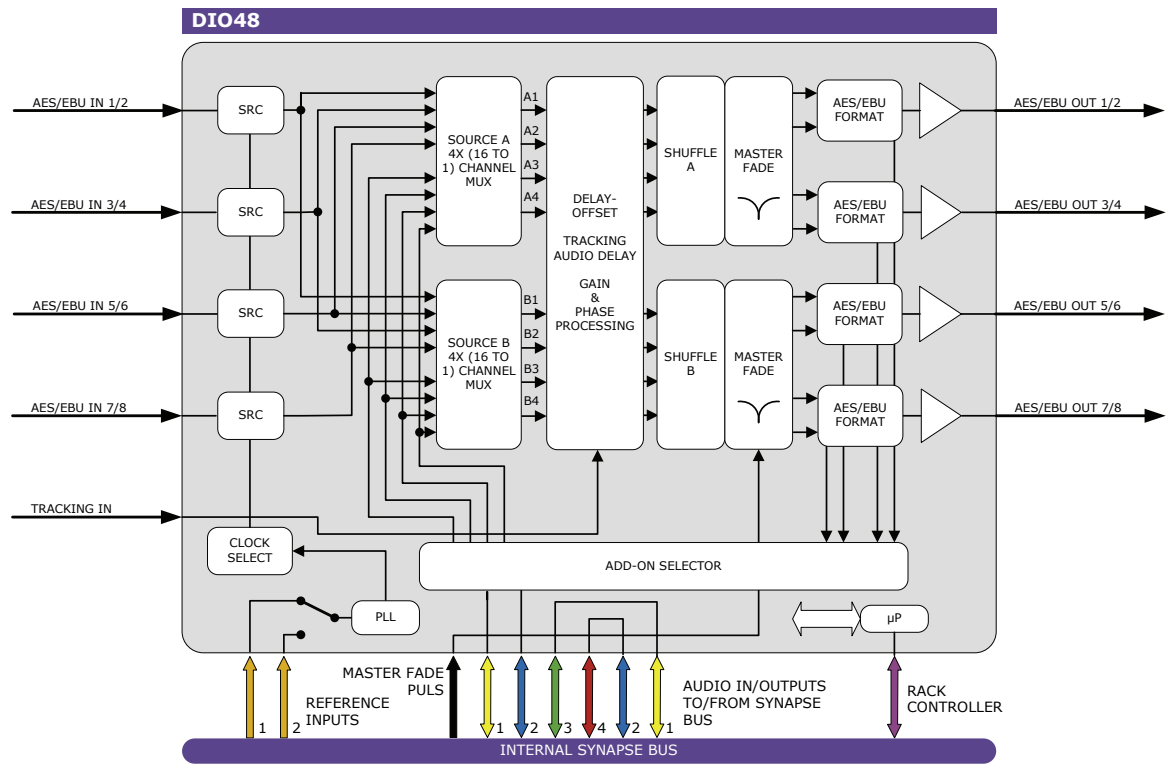 DIO48
AES/EBU IN 1/2
AES/EBU IN 3/4
AES/EBU IN 5/6
AES/EBU IN 7/8
TRACKING IN
SRC
SRC
SRC
SRC
CLOCK
SELECT
PLL
SOURCE A
4X (16 TO
1) CHANNEL
MUX
A1
A2
A3
A4
SOURCE B
4X (16 TO
1) CHANNEL
MUX
B1
B2
B3
B4
DELAY-
OFFSET
TRACKING
AUDIO DELAY
GAIN
&
PHASE
PROCESSING
SHUFFLE
A
MASTER
FADE
SHUFFLE
B
MASTER
FADE
AES/EBU
FORMAT
AES/EBU
FORMAT
AES/EBU
FORMAT
AES/EBU
FORMAT
AES/EBU OUT 1/2
AES/EBU OUT 3/4
AES/EBU OUT 5/6
AES/EBU OUT 7/8
ADD-ON SELECTOR
µP
1
2
REFERENCE
INPUTS
MASTER FADE
PULS
1
2
3
4
2
1
AUDIO IN/OUTPUTS
TO/FROM SYNAPSE
BUS
RACK
CONTROLLER
INTERNAL SYNAPSE BUS